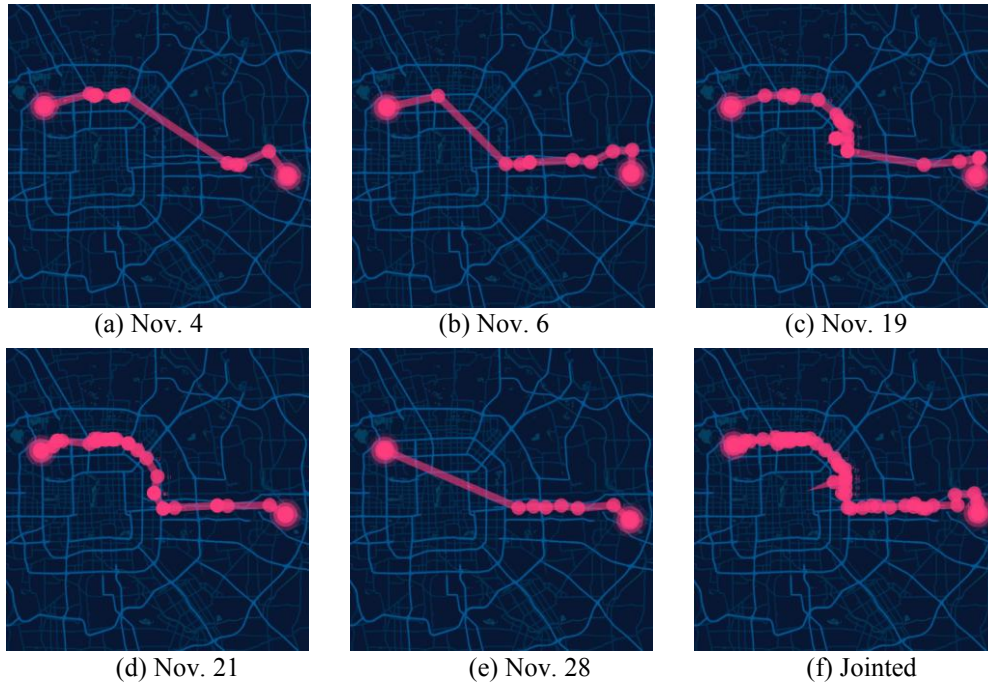 (a) Nov. 4
(b) Nov. 6
(c) Nov. 19
(d) Nov. 21
(e) Nov. 28
(f) Jointed